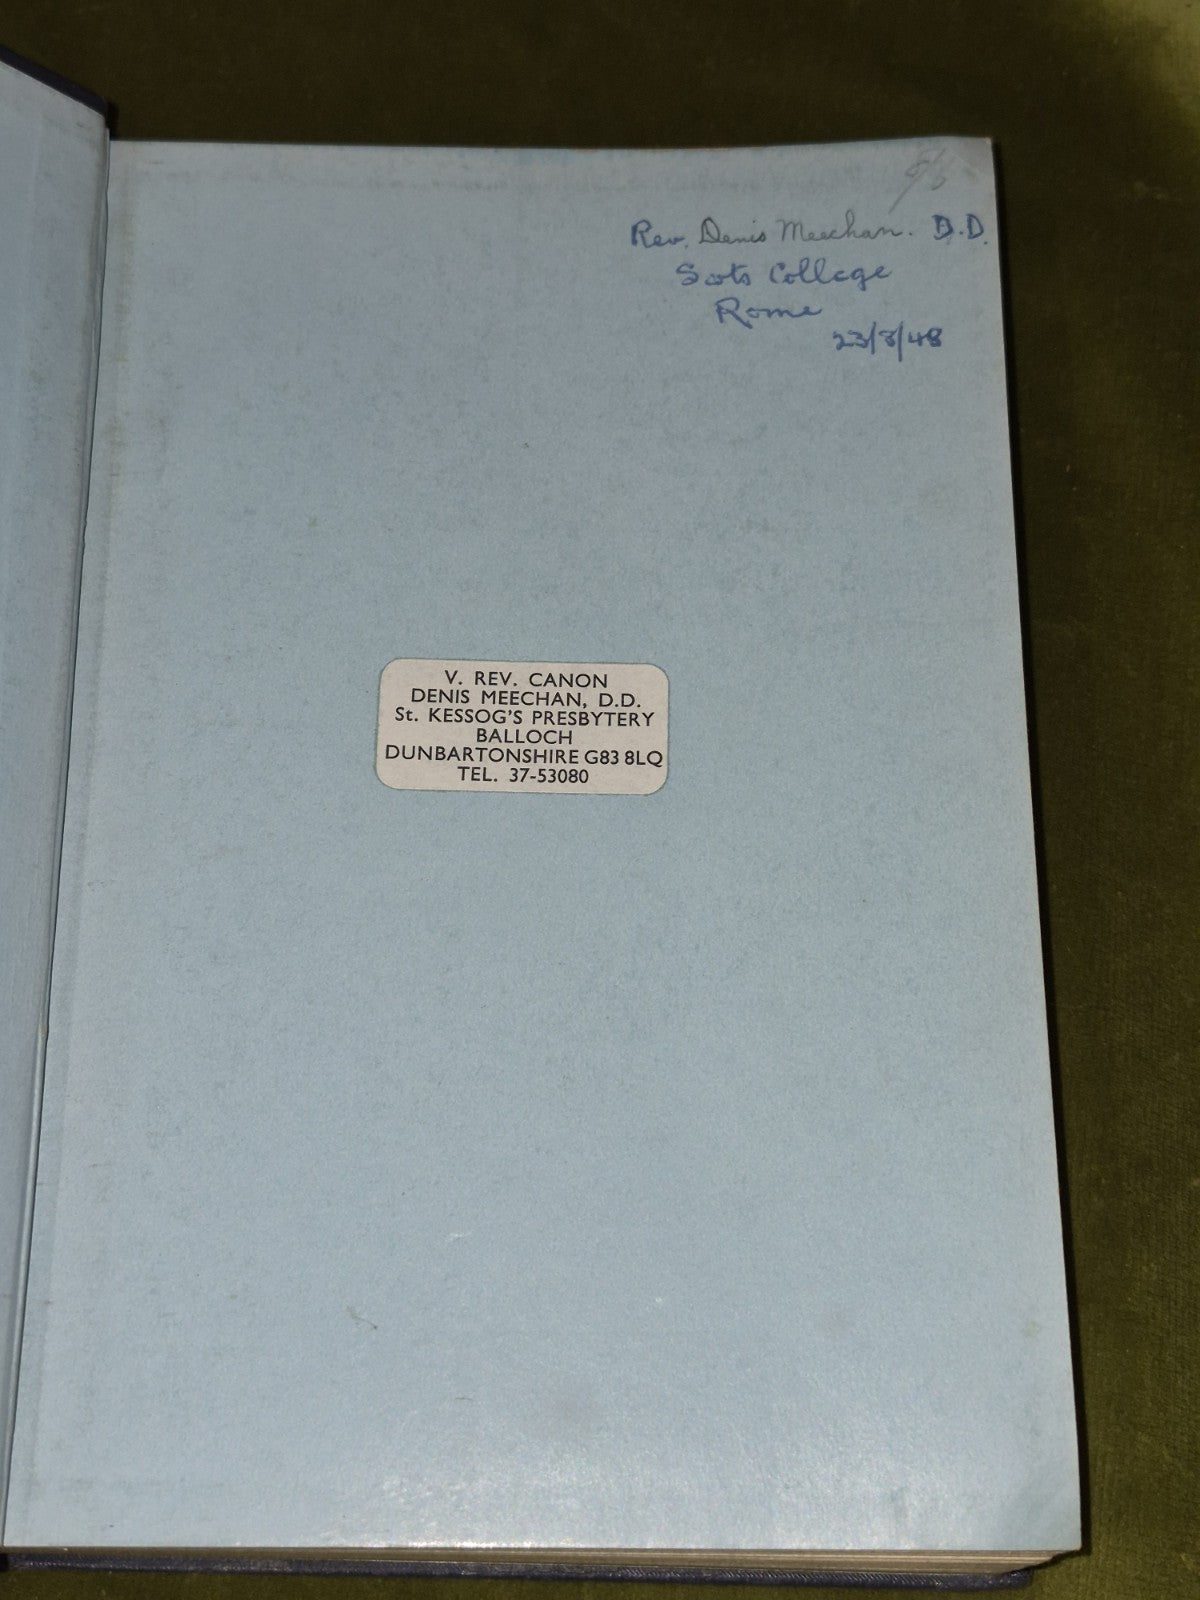 Rev. Denis Meechan. D.D.
Scots College
Rome
23/8/48
V. REV. CANON
DENIS MEECHAN, D.D.
St. KESSOG'S PRESBYTERY
BALLOCH
DUNBARTONSHIRE G83 8LQ
TEL. 37-53080